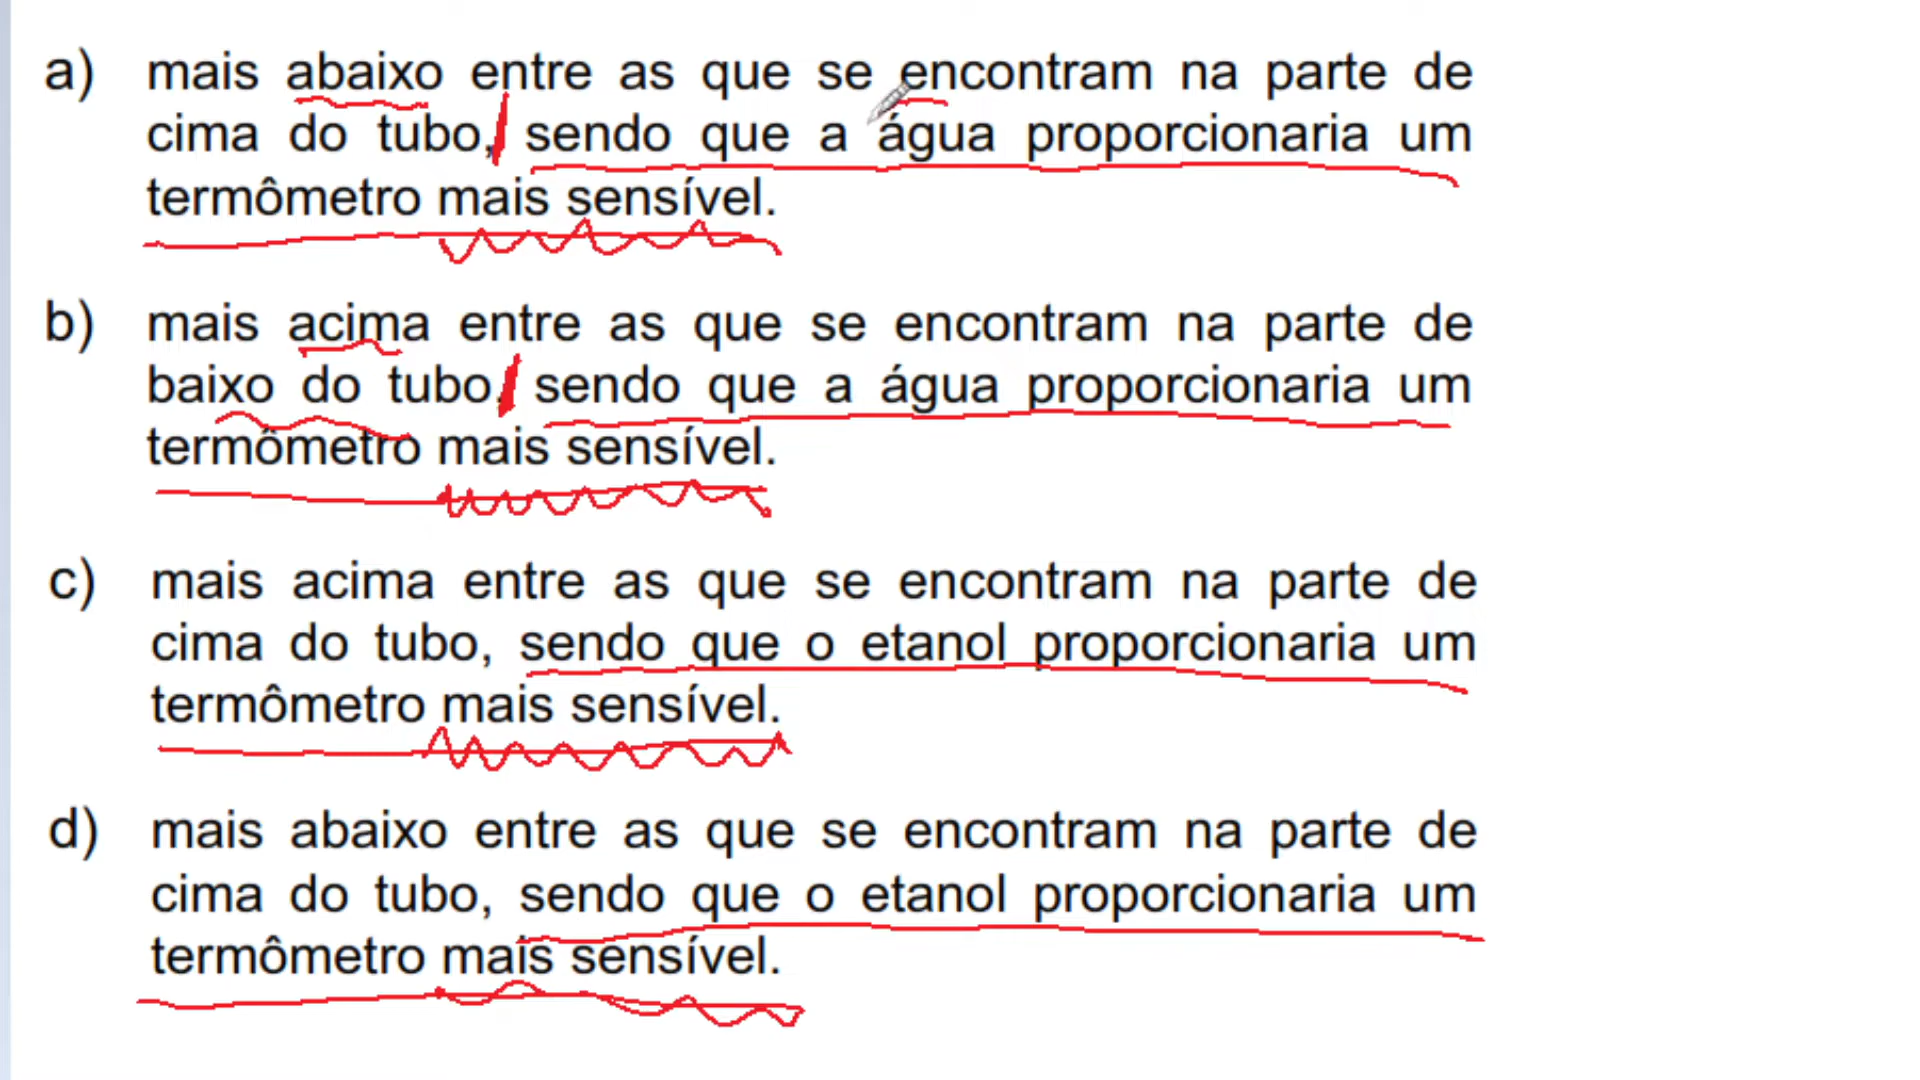 a) mais abaixo entre as que se encontram na parte de
cima do tubo, sendo que a água proporcionaria um
termômetro mais sensível.
b) mais acima entre as que se encontram na parte de
baixo do tubo, sendo que a água proporcionaria um
termômetro mais sensível.
c) mais acima entre as que se encontram na parte de
cima do tubo, sendo que o etanol proporcionaria um
termômetro mais sensível.
d) mais abaixo entre as que se encontram na parte de
cima do tubo, sendo que o etanol proporcionaria um
termômetro mais sensível.